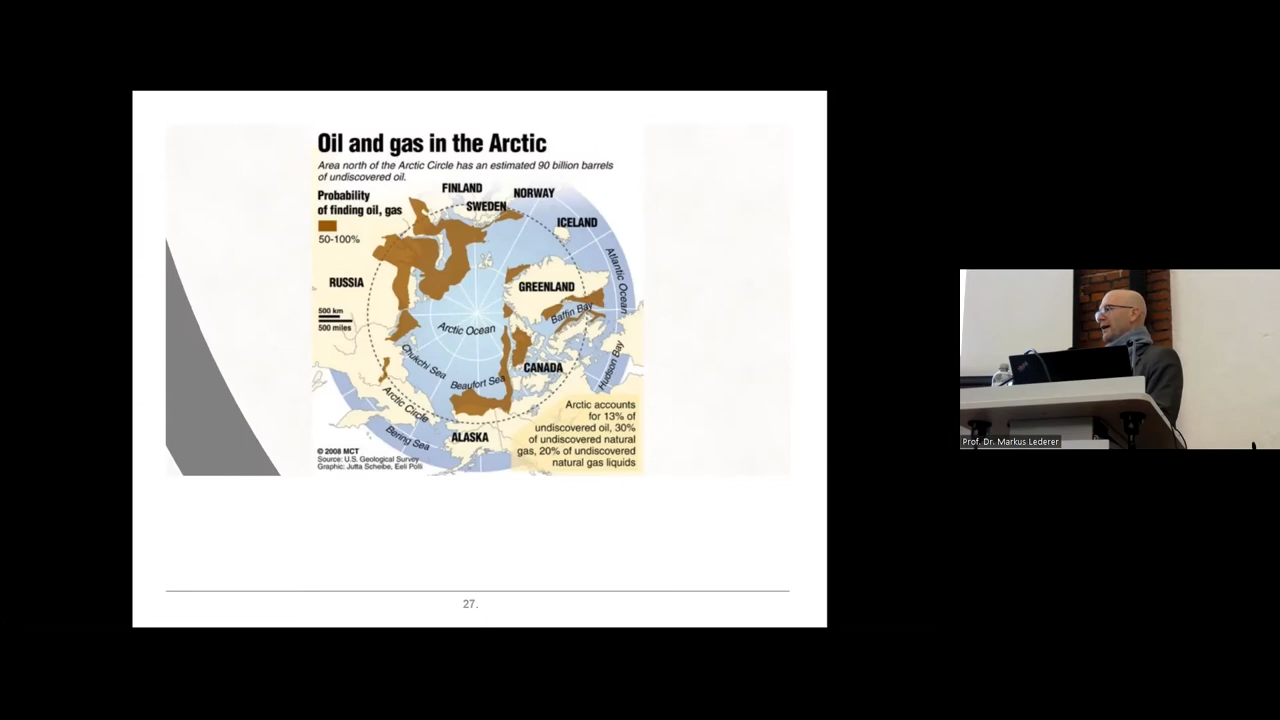 Oil and gas in the Arctic
Area north of the Arctic Circle has an estimated 90 billion barrels
of undiscovered oil.
Probability
of finding oil, gas
50-100%
FINLAND
NORWAY
SWEDEN
ICELAND
Atlantic Ocean
RUSSIA
GREENLAND
500 km
500 miles
Baffin Bay
Arctic Ocean
Chukchi Sea
Hudson Bay
CANADA
Beaufort Sea
Arctic Circle
Bering Sea
ALASKA
Arctic accounts
for 13% of
undiscovered oil, 30%
of undiscovered natural
gas, 20% of undiscovered
natural gas liquids
© 2008 MCT
Source: U.S. Geological Survey
Graphic: Jutta Scheibe, Eeli Polli
27.
Prof. Dr. Markus Lederer